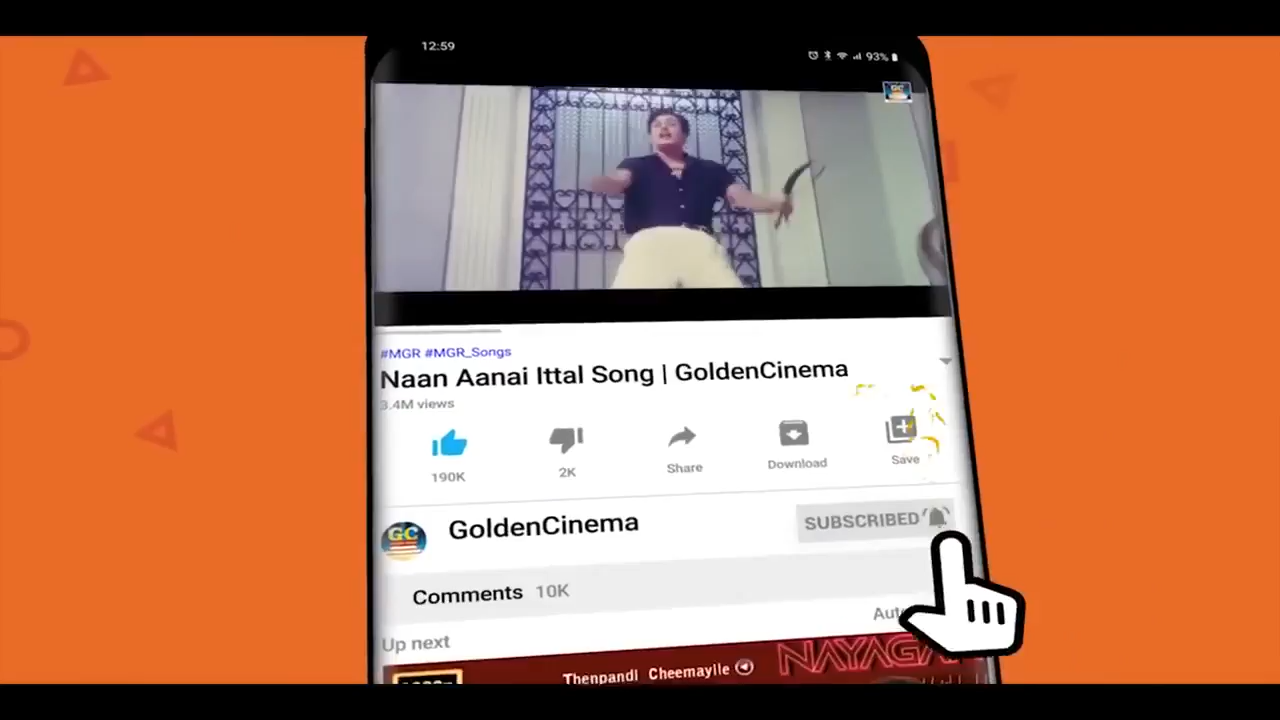 12:59
93%
GC
#MGR #MGR_Songs
Naan Aanai Ittal Song | GoldenCinema
3.4M views
190K
2K
Share
Download
Save
GC
GoldenCinema
SUBSCRIBED
Comments 10K
Up next
Thenpandi Cheemayile